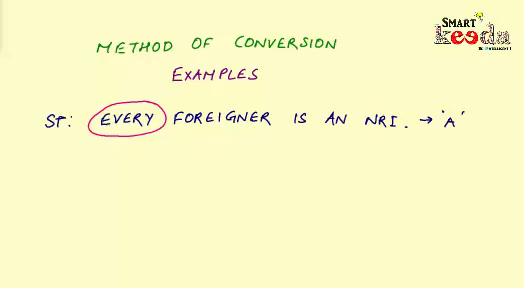 SMART
keeda
METHOD OF CONVERSION
EXAMPLES
ST: EVERY FOREIGNER IS AN NRI. → 'A'